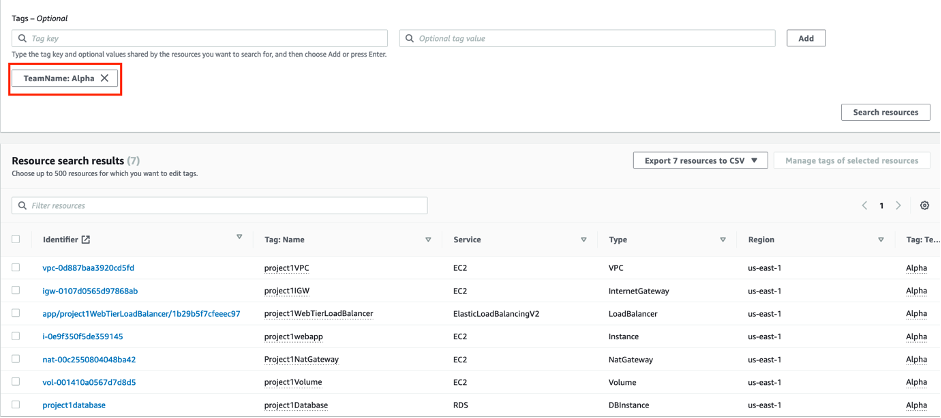 Tags – Optional
Tag key
Optional tag value
Add
Type the tag key and optional values shared by the resources you want to search for, and then choose Add or press Enter.
TeamName: Alpha
Search resources
Resource search results (7)
Export 7 resources to CSV
Manage tags of selected resources
Choose up to 500 resources for which you want to edit tags.
Filter resources
1
Identifier Tag: Name Service Type Region Tag: Te...
vpc-0d887baa3920cd5fd project1VPC EC2 VPC us-east-1 Alpha
igw-0107d0565d97868ab project1IGW EC2 InternetGateway us-east-1 Alpha
app/project1WebTierLoadBalancer/1b29b5f7cfeeec97 project1WebTierLoadBalancer ElasticLoadBalancingV2 LoadBalancer us-east-1 Alpha
i-0e9f350f5de359145 project1webapp EC2 Instance us-east-1 Alpha
nat-00c2550804048ba42 Project1NatGateway EC2 NatGateway us-east-1 Alpha
vol-001410a0567d7d8d5 project1Volume EC2 Volume us-east-1 Alpha
project1database project1Database RDS DBInstance us-east-1 Alpha